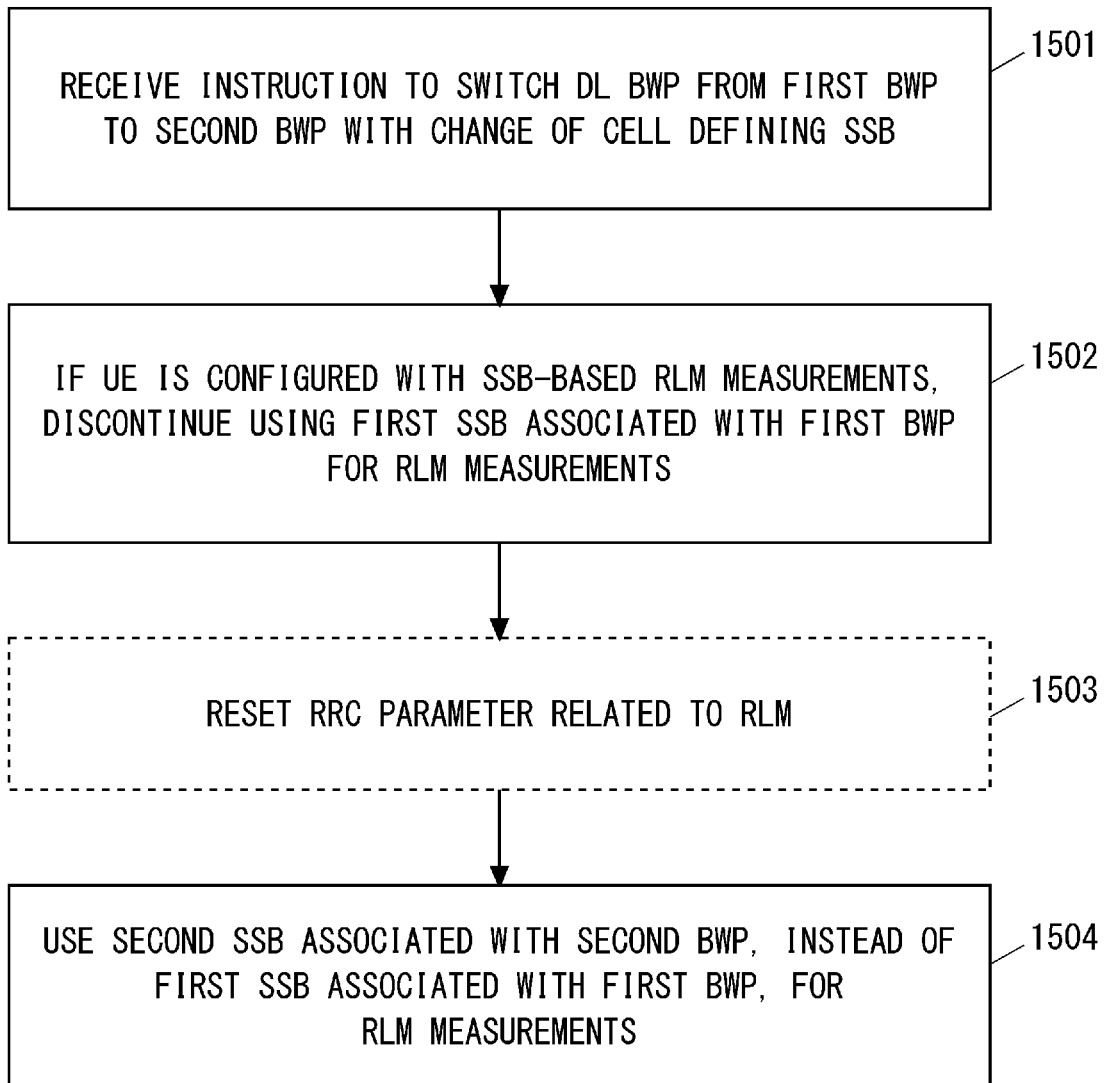 1501
RECEIVE INSTRUCTION TO SWITCH DL BWP FROM FIRST BWP
TO SECOND BWP WITH CHANGE OF CELL DEFINING SSB
1502
IF UE IS CONFIGURED WITH SSB-BASED RLM MEASUREMENTS,
DISCONTINUE USING FIRST SSB ASSOCIATED WITH FIRST BWP
FOR RLM MEASUREMENTS
1503
RESET RRC PARAMETER RELATED TO RLM
1504
USE SECOND SSB ASSOCIATED WITH SECOND BWP, INSTEAD OF
FIRST SSB ASSOCIATED WITH FIRST BWP, FOR
RLM MEASUREMENTS